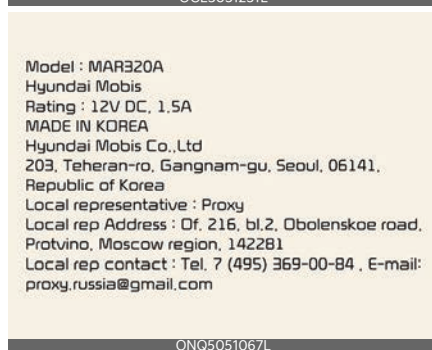 Model : MAR320A
Hyundai Mobis
Rating : 12V DC, 1.5A
MADE IN KOREA
Hyundai Mobis Co.,Ltd
203, Teheran-ro, Gangnam-gu, Seoul, 06141,
Republic of Korea
Local representative : Proxy
Local rep Address : Of. 216, bl.2, Obolenskoe road,
Protvino, Moscow region, 142281
Local rep contact : Tel. 7 (495) 369-00-84 , E-mail:
proxy.russia@gmail.com
ONQ5051067L